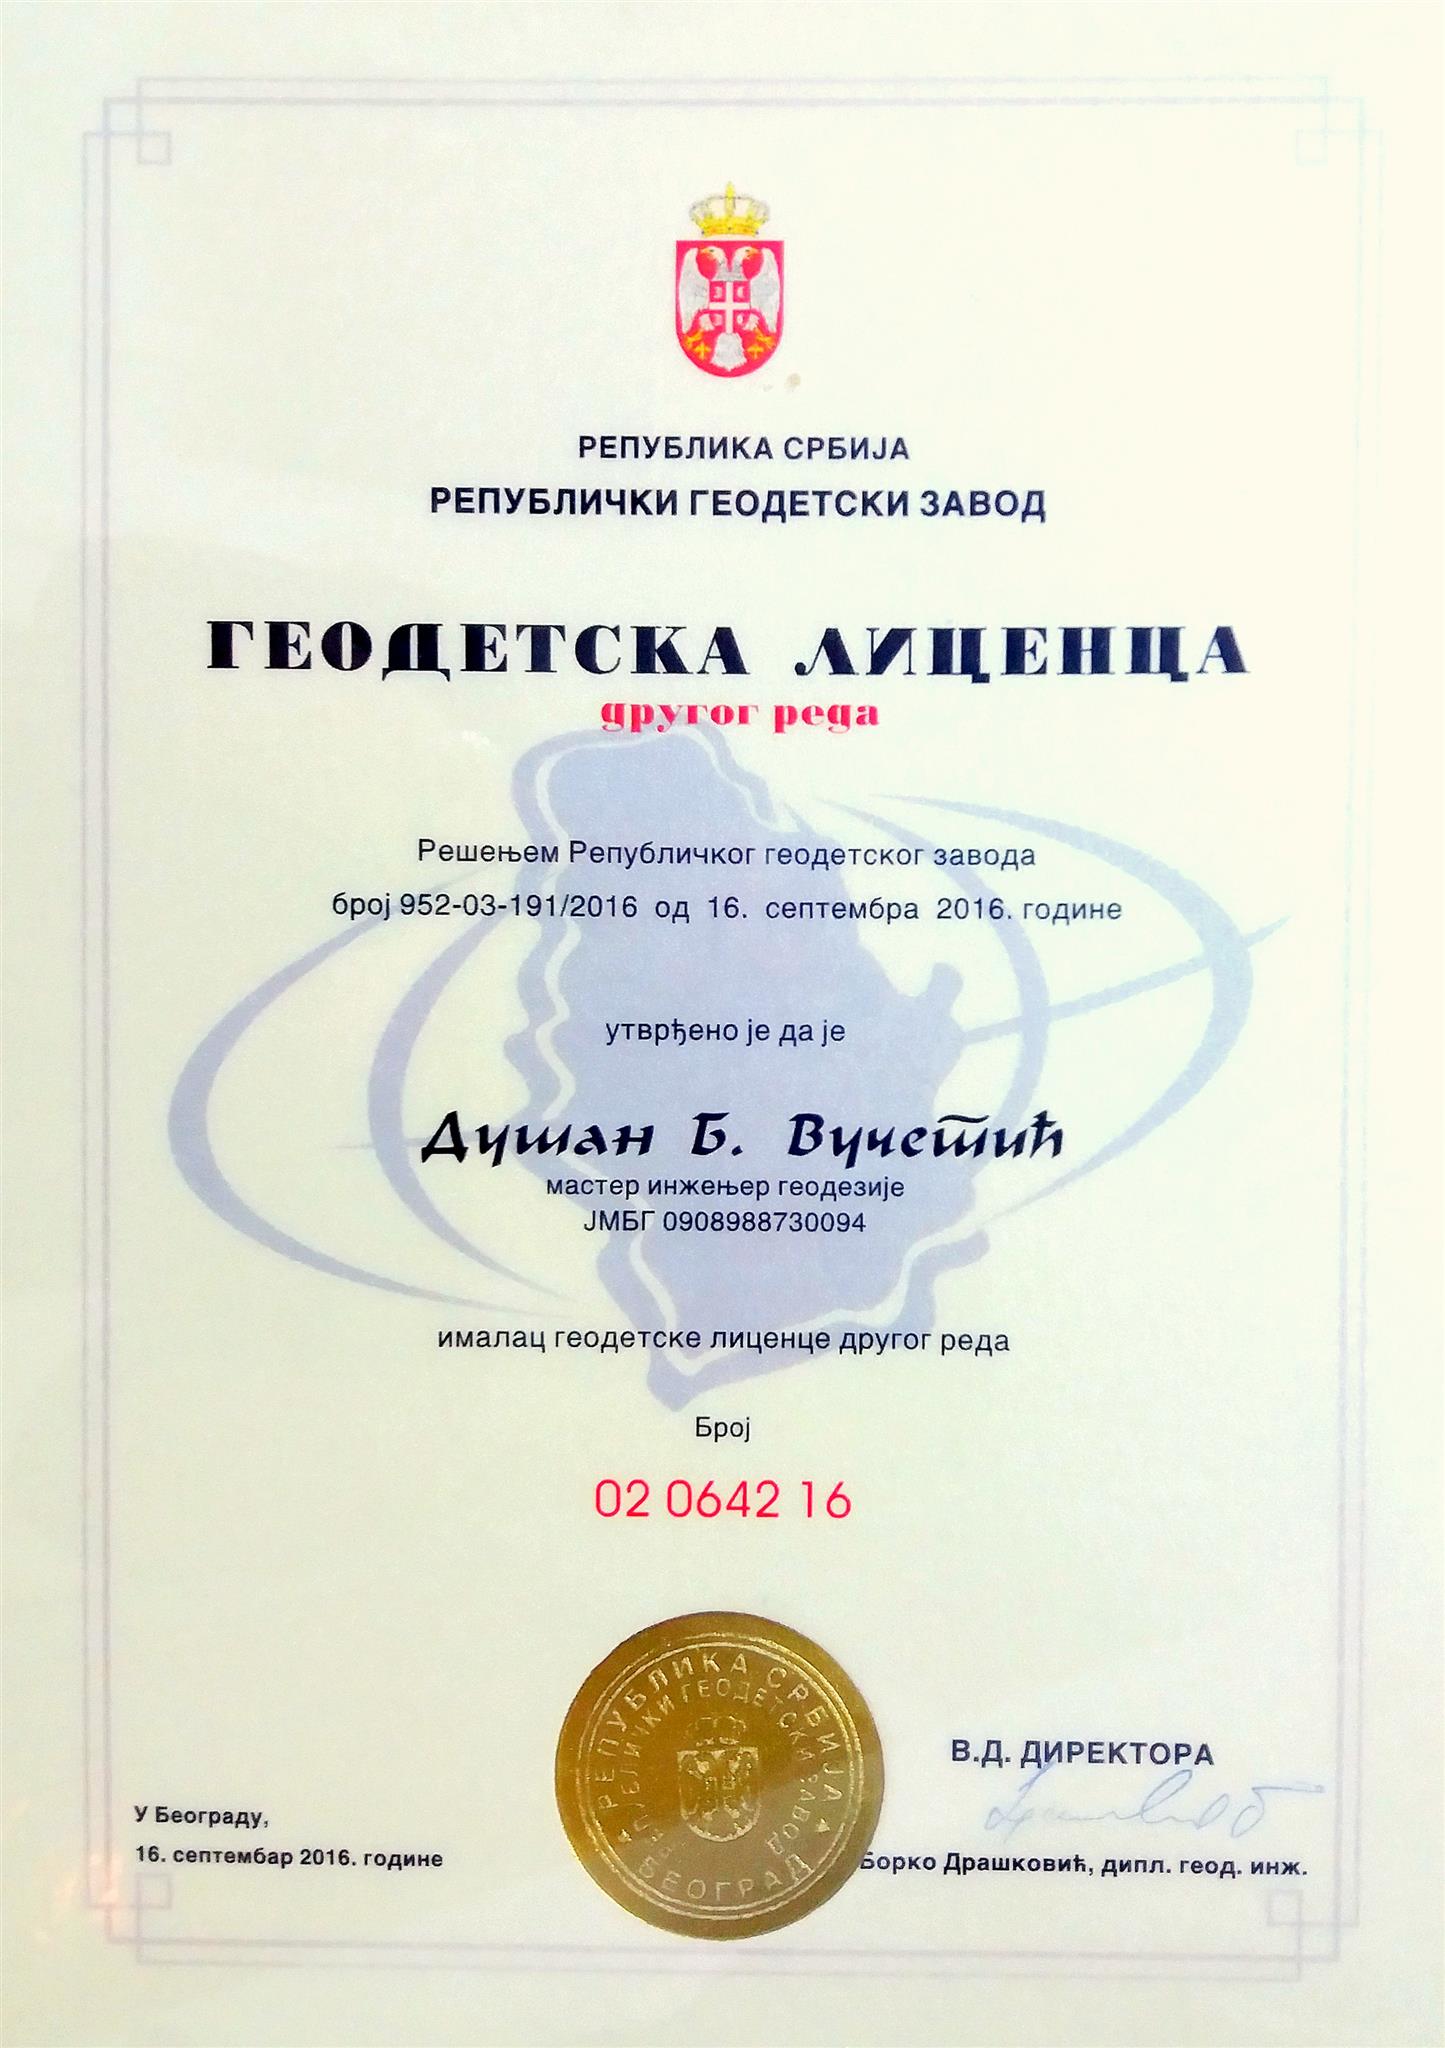 РЕПУБЛИКА СРБИЈА
РЕПУБЛИЧКИ ГЕОДЕТСКИ ЗАВОД
ГЕОДЕТСКА ЛИЦЕНЦА
другог реда
Решењем Републичког геодетског завода
број 952-03-191/2016 од 16. септембра 2016. године
утврђено је да је
Душан Б. Вучетић
мастер инжењер геодезије
ЈМБГ 0908988730094
ималац геодетске лиценце другог реда
Број
02 0642 16
РЕПУБЛИКА СРБИЈА
РЕПУБЛИЧКИ ГЕОДЕТСКИ ЗАВОД
БЕОГРАД
В.Д. ДИРЕКТОРА
У Београду,
16. септембар 2016. године
Борко Драшковић, дипл. геод. инж.